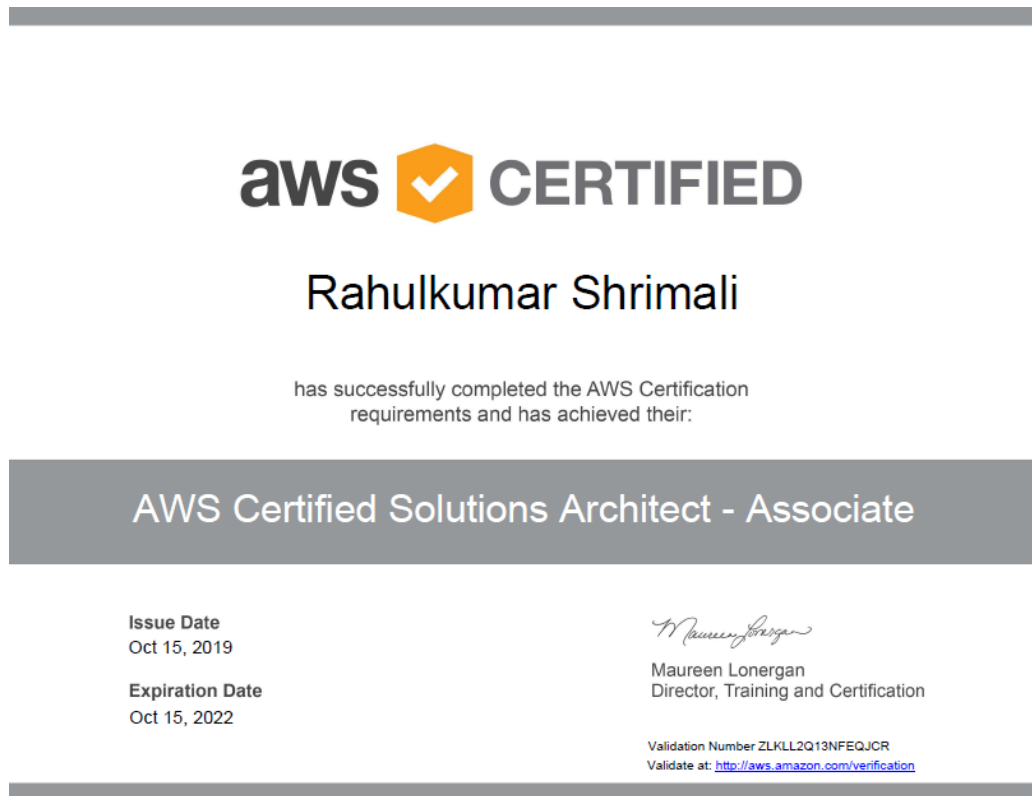 aws CERTIFIED
Rahulkumar Shrimali
has successfully completed the AWS Certification
requirements and has achieved their:
AWS Certified Solutions Architect - Associate
Issue Date
Oct 15, 2019
Expiration Date
Oct 15, 2022
Maureen Lonergan
Maureen Lonergan
Director, Training and Certification
Validation Number ZLKLL2Q13NFEQJCR
Validate at: http://aws.amazon.com/verification